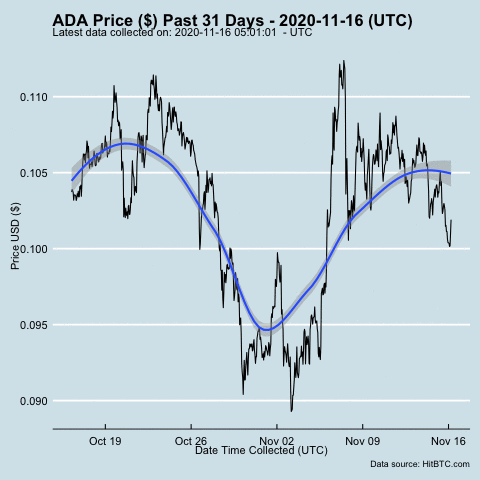 ADA Price ($) Past 31 Days - 2020-11-16 (UTC)
Latest data collected on: 2020-11-16 05:01:01  - UTC
Price USD ($)
0.110
0.105
0.100
0.095
0.090
Oct 19 Oct 26 Nov 02 Nov 09 Nov 16
Date Time Collected (UTC)
Data source: HitBTC.com